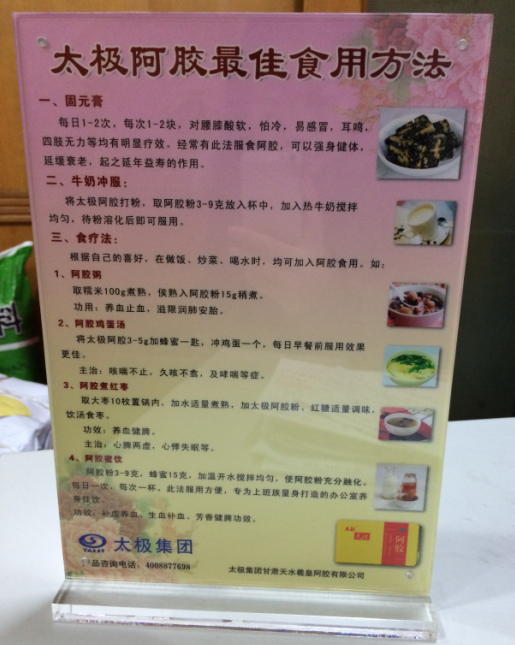 太极阿胶最佳食用方法
一、固元膏
每日1-2次，每次1-2块，对腰膝酸软，怕冷，易感冒，耳鸣，
四肢无力等均有明显疗效。经常有此法服食阿胶，可以强身健体，
延缓衰老，起之延年益寿的作用。
二、牛奶冲服：
将太极阿胶打粉，取阿胶粉3-9克放入杯中，加入热牛奶搅拌
均匀，待粉溶化后即可服用。
三、食疗法：
根据自己的喜好，在做饭、炒菜、喝水时，均可加入阿胶食用。如：
1、阿胶粥
取糯米100g煮熟，侯熟入阿胶粉15g稍煮。
功用：养血止血，滋阴润肺安胎。
2、阿胶鸡蛋汤
将太极阿胶3-5g加蜂蜜一匙，冲鸡蛋一个，每日早餐前服用效果
更佳。
主治：咳喘不止，久咳不愈，及哮喘等症。
3、阿胶煮红枣
取大枣10枚置锅内，加水适量煮熟，加太极阿胶粉、红糖适量调味，
饮汤食枣。
功效：养血健脾。
主治：心脾两虚，心悸失眠等。
4、阿胶蜜饮
阿胶粉3-9克，蜂蜜15克，加温开水搅拌均匀，使阿胶粉充分融化。
每日一次，每次一杯。此法服用方便，专为上班族量身打造的办公室养
身佳饮。
功效：补虚养血，生血补血，芳香健脾功效。
太极集团
产品咨询电话：4008877698
太极集团甘肃天水羲皇阿胶有限公司
阿胶